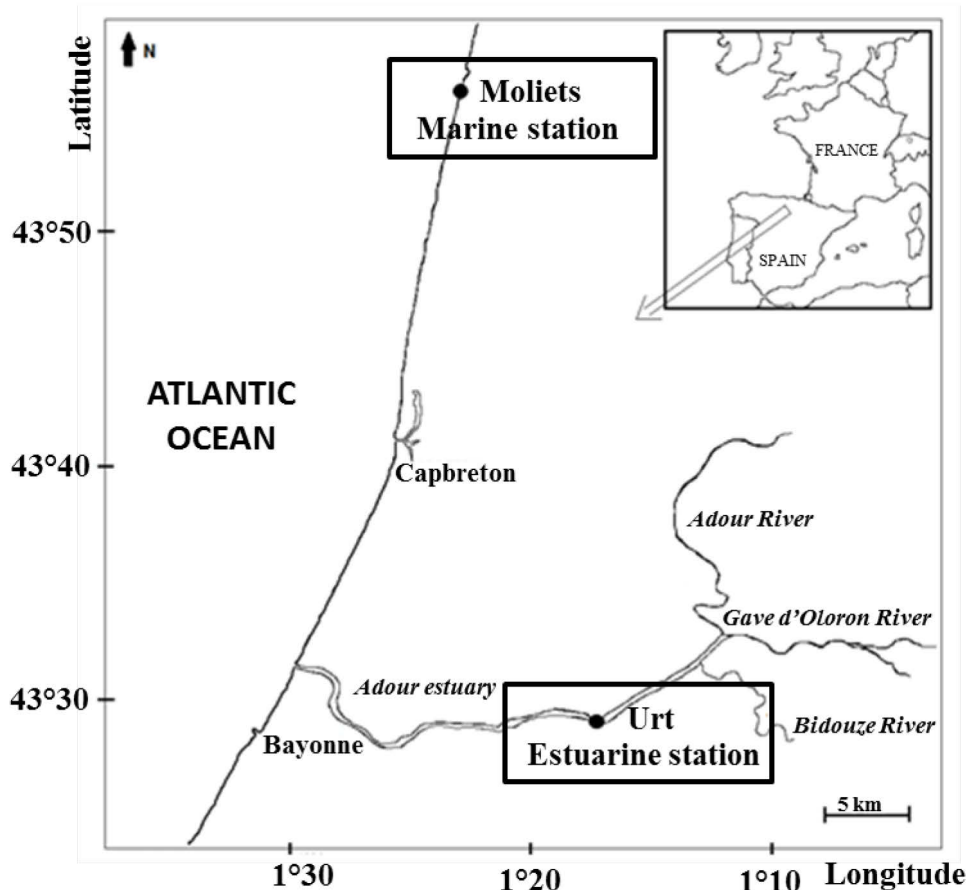 N
Latitude
Moliets
Marine station
FRANCE
SPAIN
43°50
ATLANTIC
OCEAN
43°40
Capbreton
Adour River
Gave d'Oloron River
Adour estuary
43°30
Urt
Estuarine station
Bidouze River
Bayonne
5 km
1°30
1°20
1°10
Longitude